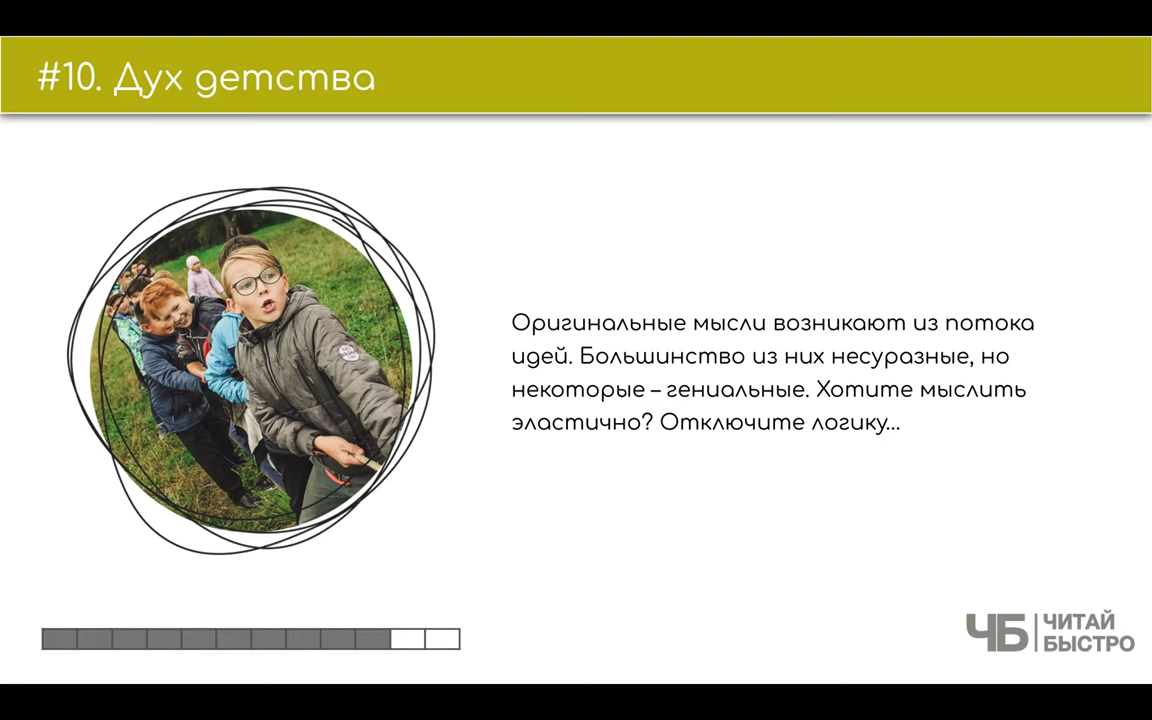 #10. Дух детства
Оригинальные мысли возникают из потока
идей. Большинство из них несуразные, но
некоторые – гениальные. Хотите мыслить
эластично? Отключите логику...
ЧБ
ЧИТАЙ
БЫСТРО